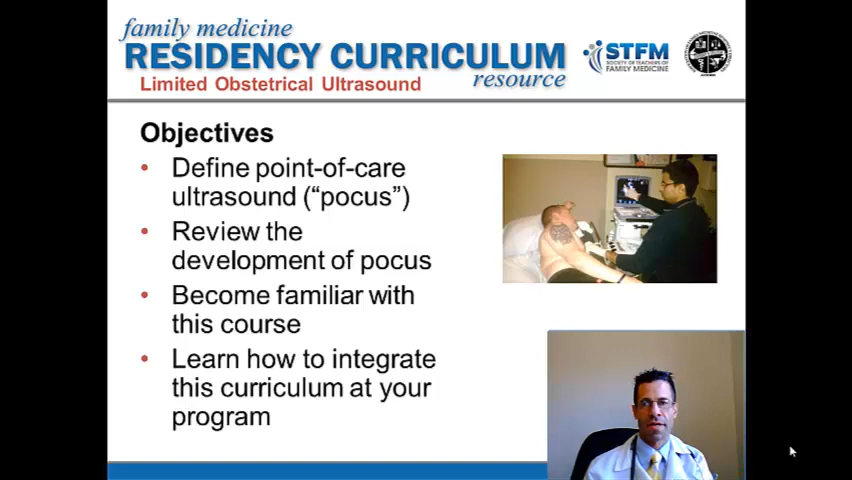 family medicine
RESIDENCY CURRICULUM
resource
Limited Obstetrical Ultrasound
STFM
SOCIETY OF TEACHERS
OF FAMILY MEDICINE
Objectives
• Define point-of-care
ultrasound (“pocus”)
• Review the
development of pocus
• Become familiar with
this course
• Learn how to integrate
this curriculum at your
program